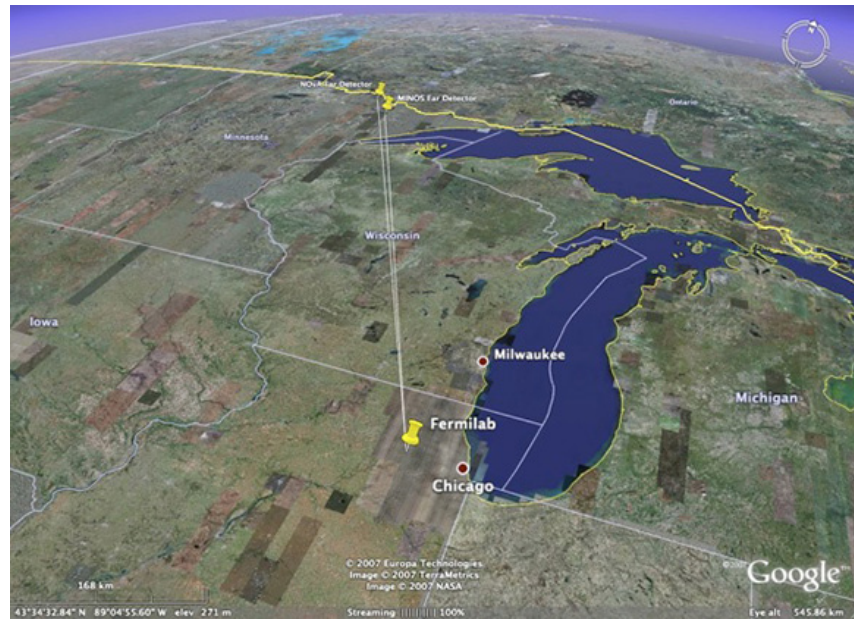 N
NOvA Far Detector
MINOS Far Detector
Ontario
Minnesota
Wisconsin
Iowa
Milwaukee
Michigan
Fermilab
Chicago
© 2007 Europa Technologies
Image © 2007 TerraMetrics
Image © 2007 NASA
©2007
Google™
168 km
43°34'32.84" N 89°04'55.60" W elev 271 m
Streaming |||||||||| 100%
Eye alt 545.86 km